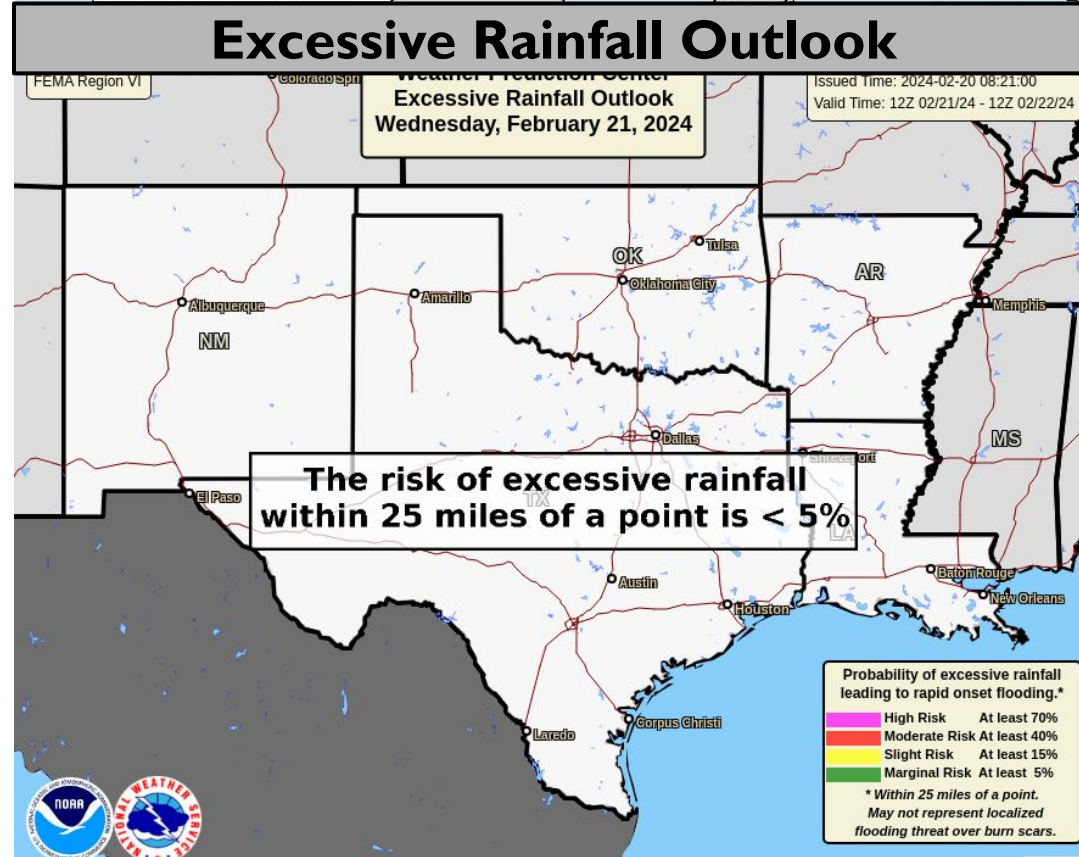 Excessive Rainfall Outlook
FEMA Region VI
Colorado Spri
Weather Prediction Center
Excessive Rainfall Outlook
Wednesday, February 21, 2024
Issued Time: 2024-02-20 08:21:00
Valid Time: 12Z 02/21/24 - 12Z 02/22/24
Tulsa
OK
Oklahoma City
AR
Amarillo
Albuquerque
Memphis
NM
Dallas
MS
Shreveport
The risk of excessive rainfall
within 25 miles of a point is < 5%
El Paso
TX
LA
Baton Rouge
Austin
New Orleans
Houston
Corpus Christi
Laredo
Probability of excessive rainfall
leading to rapid onset flooding.*
High Risk At least 70%
Moderate Risk At least 40%
Slight Risk At least 15%
Marginal Risk At least 5%
* Within 25 miles of a point.
May not represent localized
flooding threat over burn scars.
NOAA
NATIONAL WEATHER SERVICE